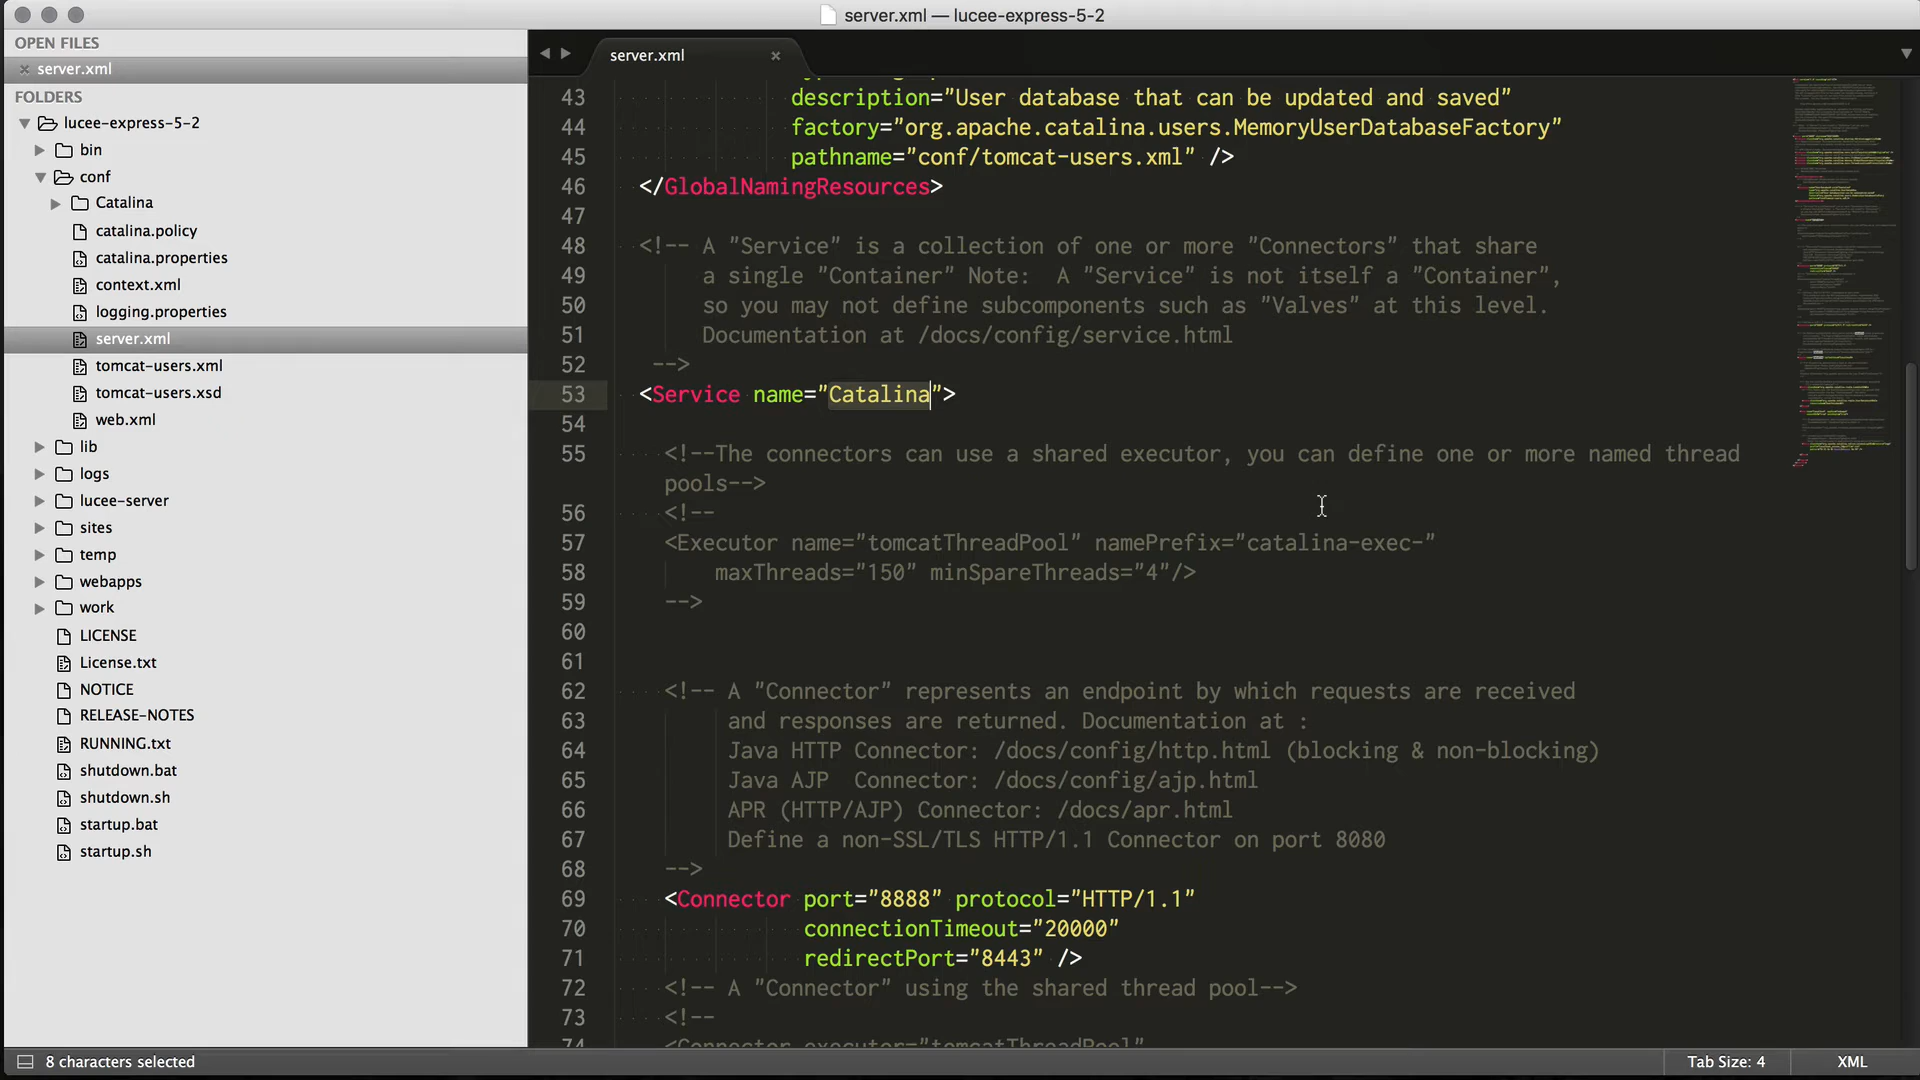 server.xml — lucee-express-5-2
OPEN FILES
server.xml
FOLDERS
lucee-express-5-2
bin
conf
Catalina
catalina.policy
catalina.properties
context.xml
logging.properties
server.xml
tomcat-users.xml
tomcat-users.xsd
web.xml
lib
logs
lucee-server
sites
temp
webapps
work
LICENSE
License.txt
NOTICE
RELEASE-NOTES
RUNNING.txt
shutdown.bat
shutdown.sh
startup.bat
startup.sh
server.xml
43 description="User database that can be updated and saved"
44 factory="org.apache.catalina.users.MemoryUserDatabaseFactory"
45 pathname="conf/tomcat-users.xml" />
46 </GlobalNamingResources>
47
48 <!-- A "Service" is a collection of one or more "Connectors" that share
49 a single "Container" Note:  A "Service" is not itself a "Container",
50 so you may not define subcomponents such as "Valves" at this level.
51 Documentation at /docs/config/service.html
52 -->
53 <Service name="Catalina">
54
55 <!--The connectors can use a shared executor, you can define one or more named thread
pools-->
56 <!--
57 <Executor name="tomcatThreadPool" namePrefix="catalina-exec-"
58 maxThreads="150" minSpareThreads="4"/>
59 -->
60
61
62 <!-- A "Connector" represents an endpoint by which requests are received
63 and responses are returned. Documentation at :
64 Java HTTP Connector: /docs/config/http.html (blocking & non-blocking)
65 Java AJP  Connector: /docs/config/ajp.html
66 APR (HTTP/AJP) Connector: /docs/apr.html
67 Define a non-SSL/TLS HTTP/1.1 Connector on port 8080
68 -->
69 <Connector port="8888" protocol="HTTP/1.1"
70 connectionTimeout="20000"
71 redirectPort="8443" />
72 <!-- A "Connector" using the shared thread pool-->
73 <!--
74 <Connector executor="tomcatThreadPool"
8 characters selected
Tab Size: 4
XML